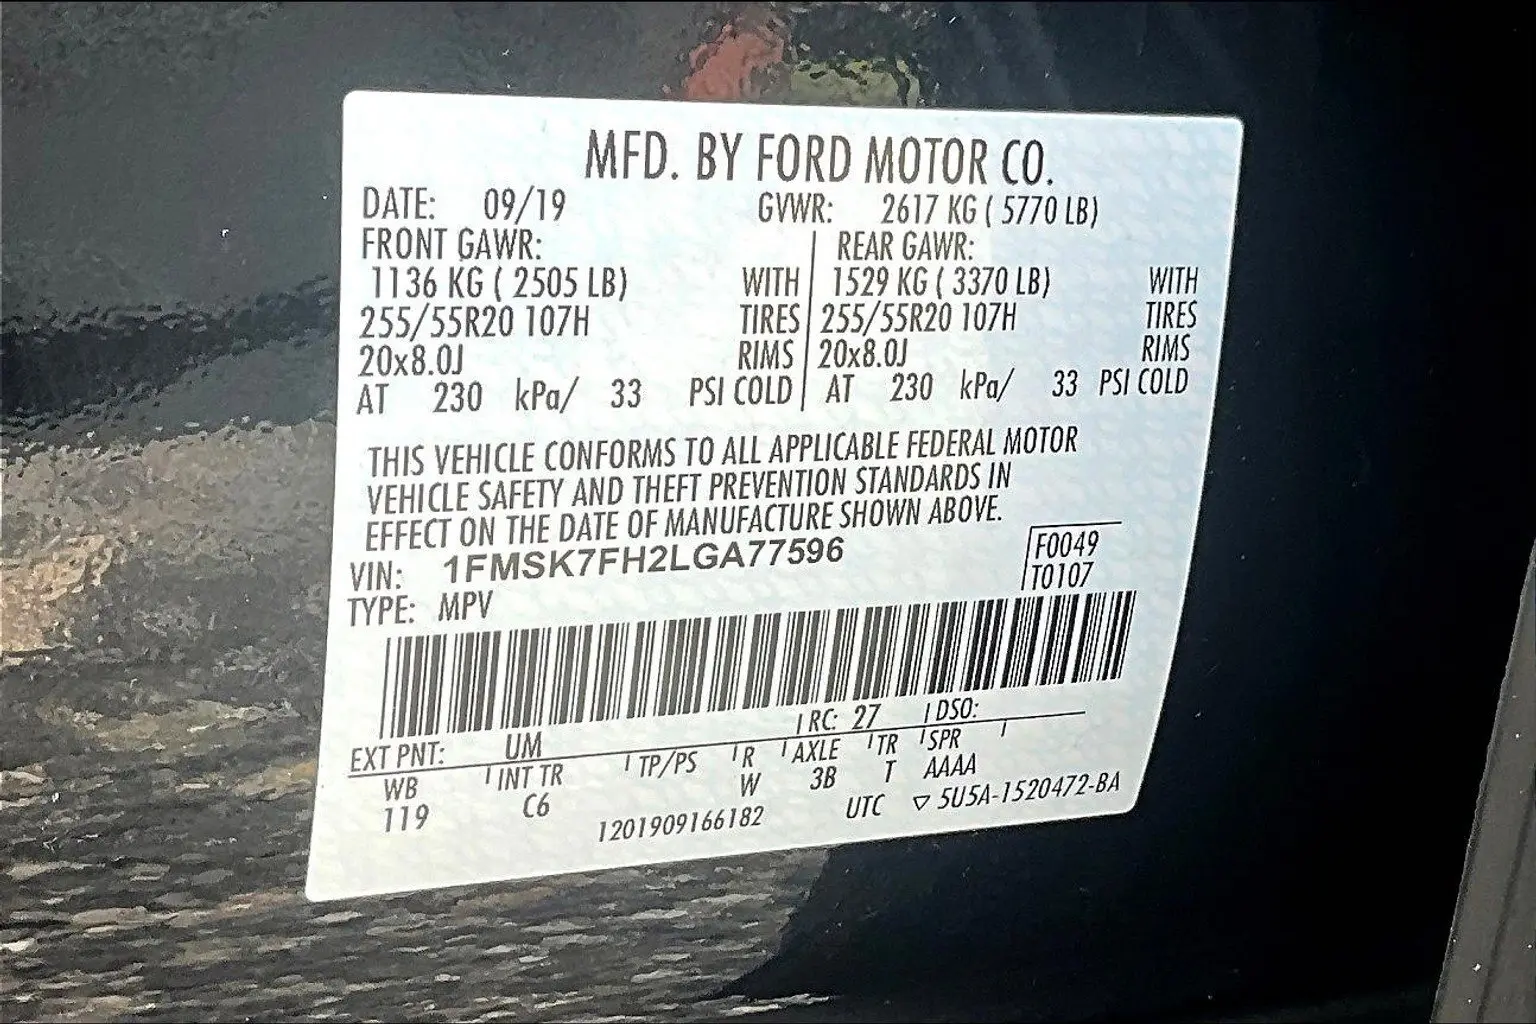 MFD. BY FORD MOTOR CO.
DATE: 09/19 GVWR: 2617 KG ( 5770 LB)
FRONT GAWR: REAR GAWR:
1136 KG ( 2505 LB) WITH 1529 KG ( 3370 LB) WITH
255/55R20 107H TIRES 255/55R20 107H TIRES
20x8.0J RIMS 20x8.0J RIMS
AT 230 kPa/ 33 PSI COLD AT 230 kPa/ 33 PSI COLD
THIS VEHICLE CONFORMS TO ALL APPLICABLE FEDERAL MOTOR
VEHICLE SAFETY AND THEFT PREVENTION STANDARDS IN
EFFECT ON THE DATE OF MANUFACTURE SHOWN ABOVE.
VIN: 1FMSK7FH2LGA77596 F0049
TYPE: MPV T0107
EXT PNT: UM RC: 27 DSO:
WB INT TR TP/PS R AXLE TR SPR
119 C6 W 3B T AAAA
1201909166182 UTC ▽ 5U5A-1520472-BA